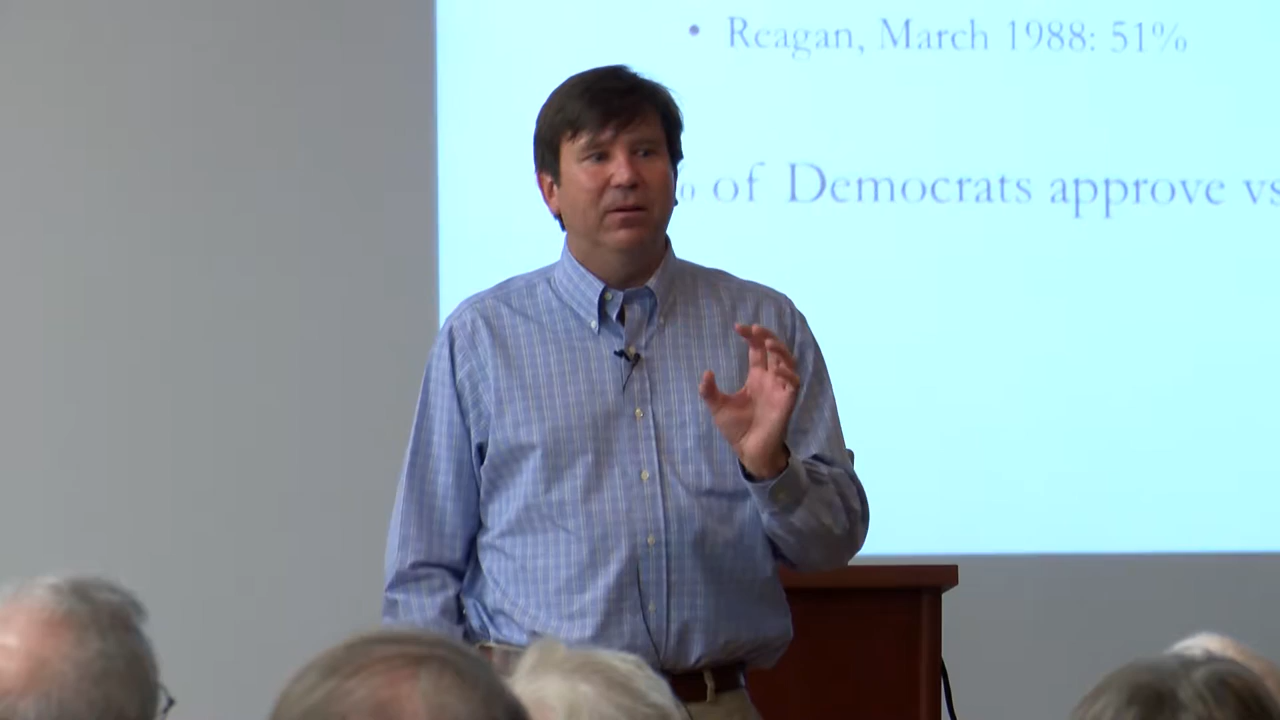 • Reagan, March 1988: 51%
of Democrats approve vs